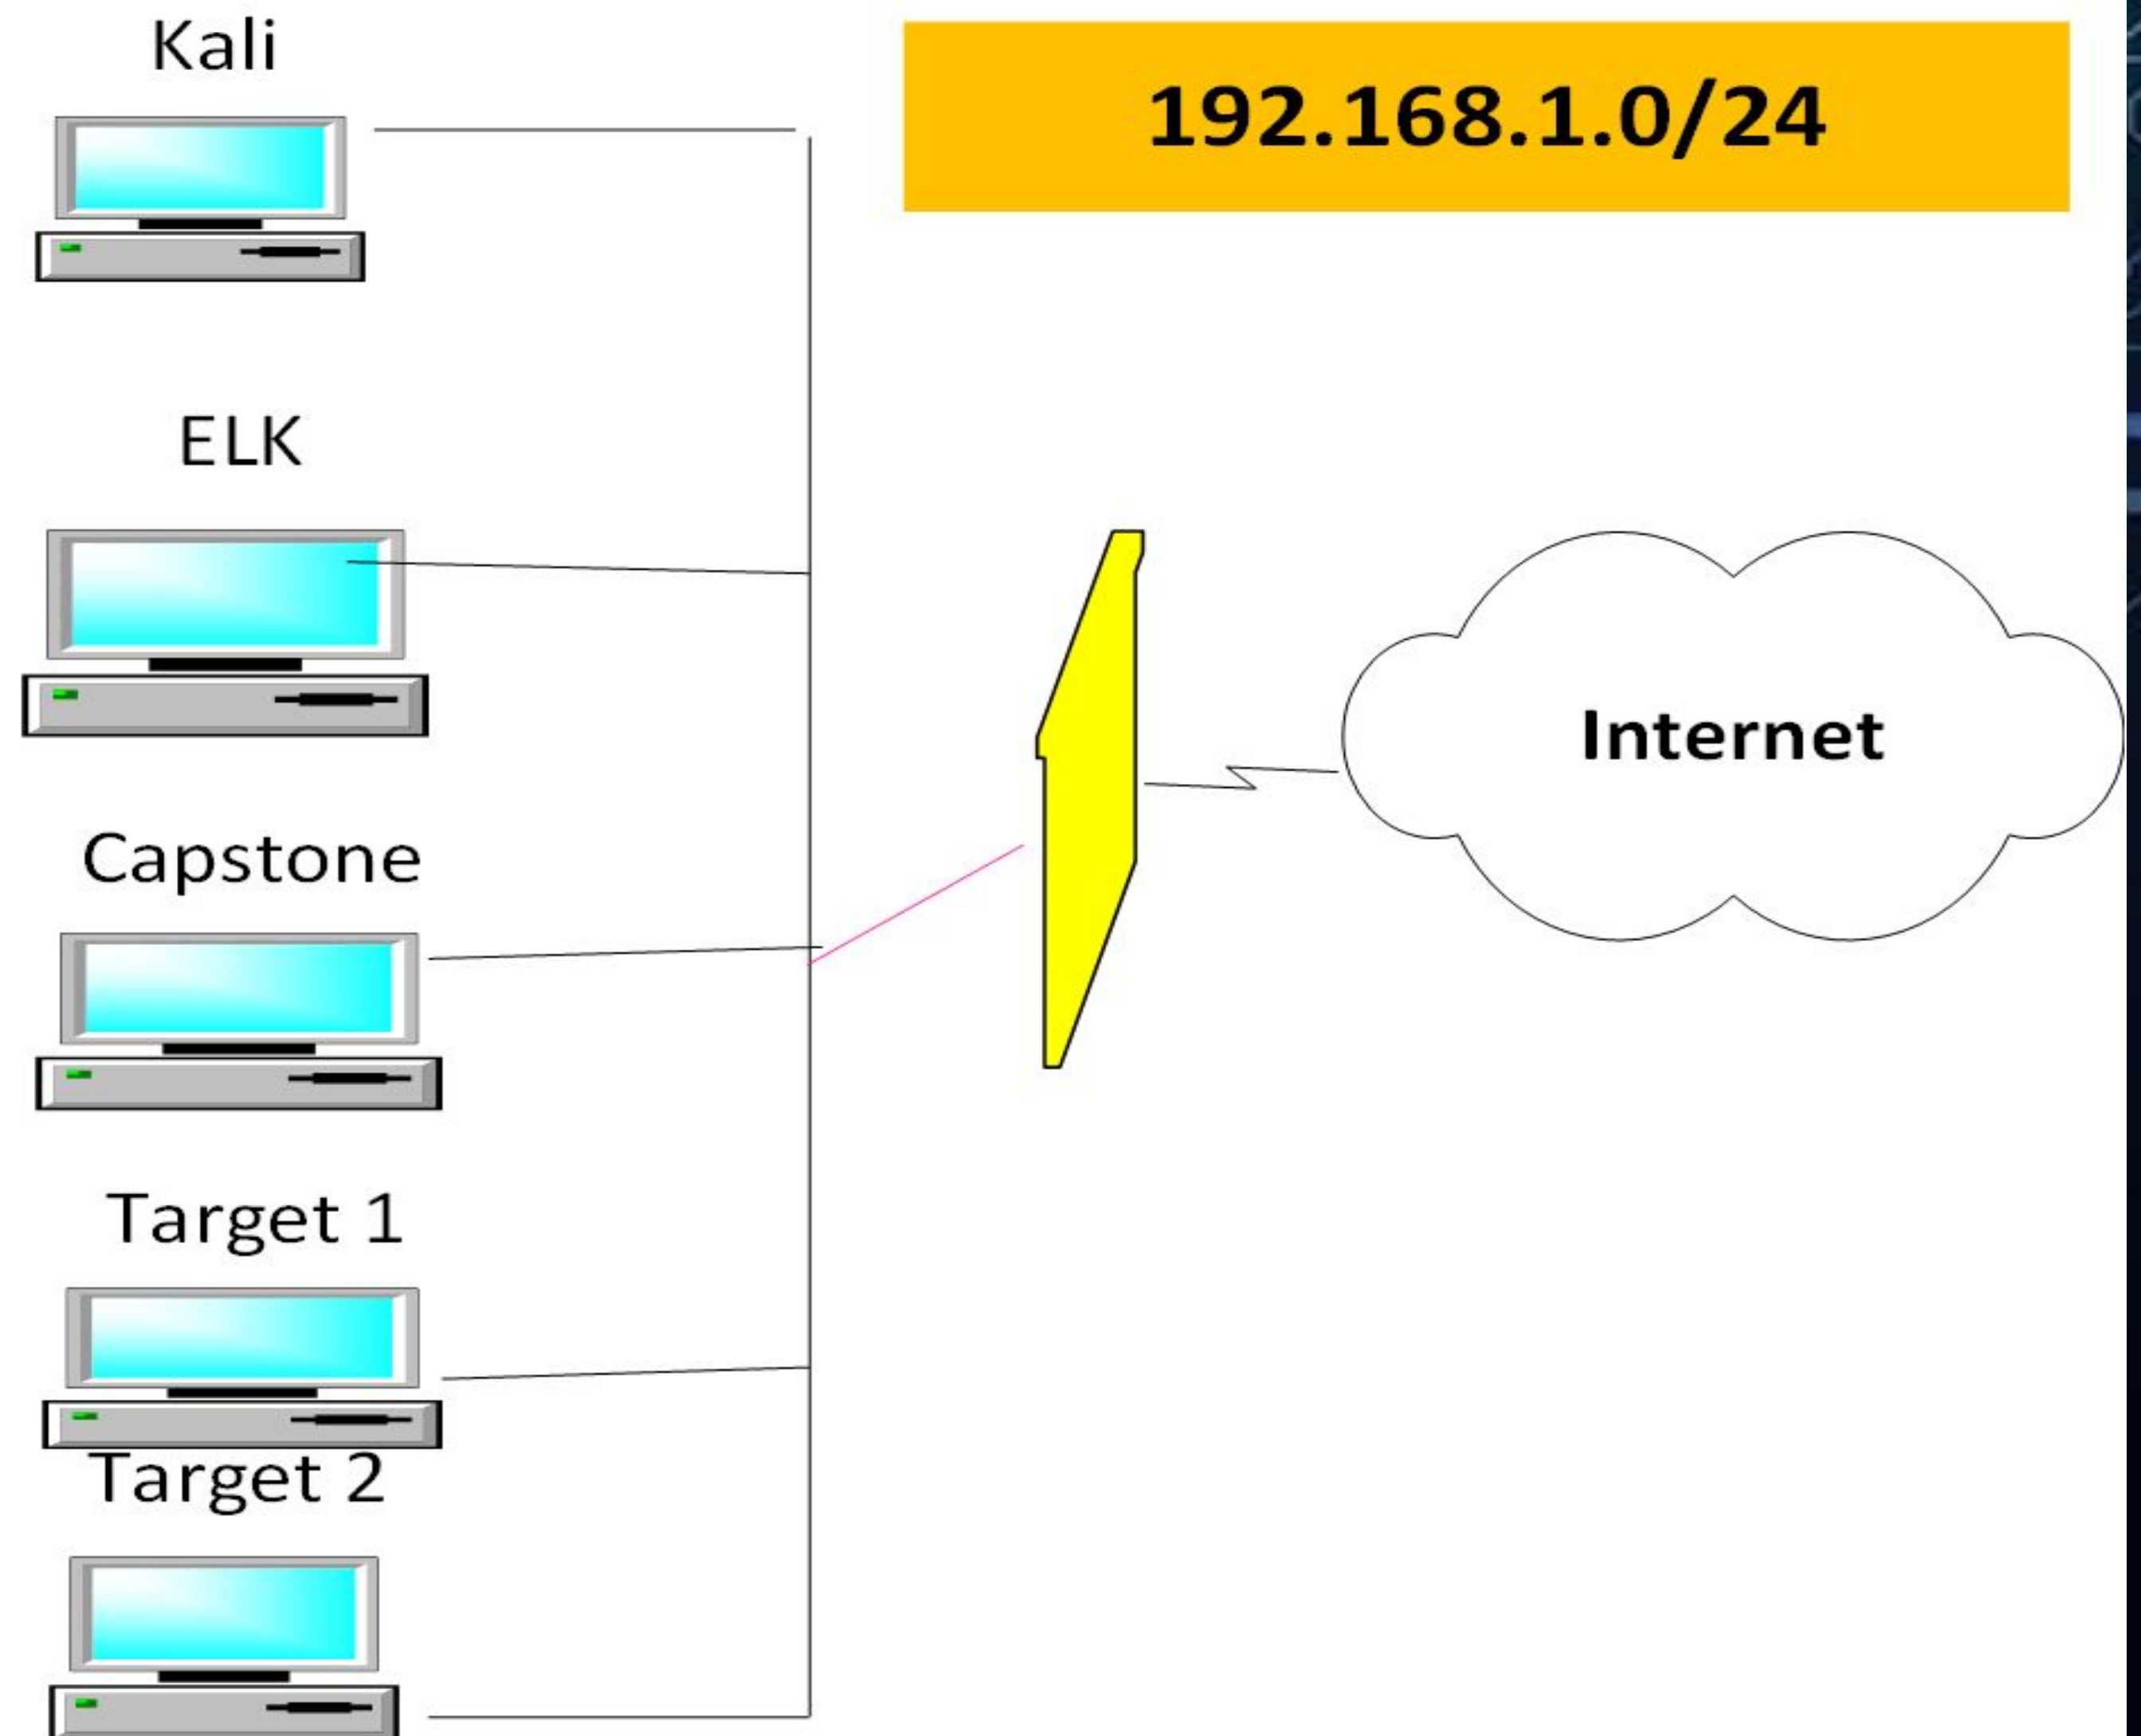 Kali
192.168.1.0/24
ELK
Internet
Capstone
Target 1
Target 2